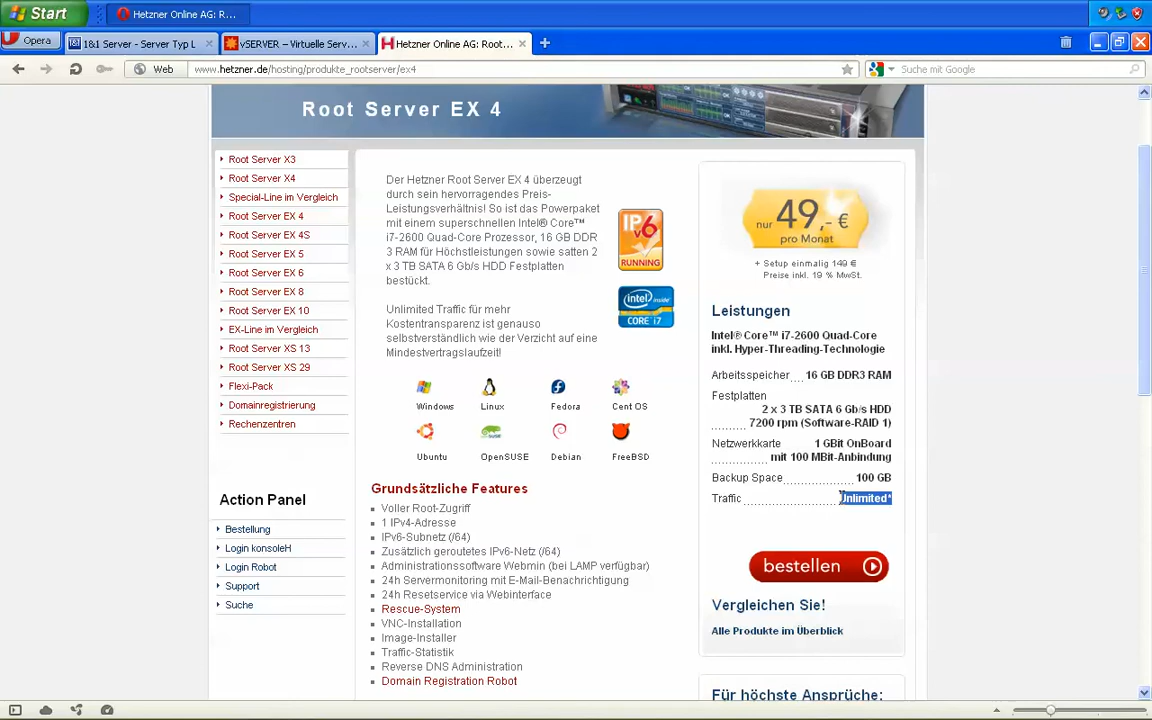 Start
Hetzner Online AG: R...
Opera
1&1 Server - Server Typ L
vSERVER – Virtuelle Serv...
Hetzner Online AG: Root...
Web
www.hetzner.de/hosting/produkte_rootserver/ex4
Suche mit Google
Root Server EX 4
Root Server X3
Root Server X4
Special-Line im Vergleich
Root Server EX 4
Root Server EX 4S
Root Server EX 5
Root Server EX 6
Root Server EX 8
Root Server EX 10
EX-Line im Vergleich
Root Server XS 13
Root Server XS 29
Flexi-Pack
Domainregistrierung
Rechenzentren
Action Panel
Bestellung
Login konsoleH
Login Robot
Support
Suche
Der Hetzner Root Server EX 4 überzeugt
durch sein hervorragendes Preis-
Leistungsverhältnis! So ist das Powerpaket
mit einem superschnellen Intel® Core™
i7-2600 Quad-Core Prozessor, 16 GB DDR
3 RAM für Höchstleistungen sowie satten 2
x 3 TB SATA 6 Gb/s HDD Festplatten
bestückt.
Unlimited Traffic für mehr
Kostentransparenz ist genauso
selbstverständlich wie der Verzicht auf eine
Mindestvertragslaufzeit!
IPv6
RUNNING
intel inside
CORE i7
Windows Linux Fedora Cent OS
Ubuntu OpenSUSE Debian FreeBSD
Grundsätzliche Features
Voller Root-Zugriff
1 IPv4-Adresse
IPv6-Subnetz (/64)
Zusätzlich geroutetes IPv6-Netz (/64)
Administrationssoftware Webmin (bei LAMP verfügbar)
24h Servermonitoring mit E-Mail-Benachrichtigung
24h Resetservice via Webinterface
Rescue-System
VNC-Installation
Image-Installer
Traffic-Statistik
Reverse DNS Administration
Domain Registration Robot
nur 49,- €
pro Monat
+ Setup einmalig 149 €
Preise inkl. 19 % MwSt.
Leistungen
Intel® Core™ i7-2600 Quad-Core
inkl. Hyper-Threading-Technologie
Arbeitsspeicher 16 GB DDR3 RAM
Festplatten
2 x 3 TB SATA 6 Gb/s HDD
7200 rpm (Software-RAID 1)
Netzwerkkarte 1 GBit OnBoard
mit 100 MBit-Anbindung
Backup Space 100 GB
Traffic Unlimited*
bestellen
Vergleichen Sie!
Alle Produkte im Überblick
Für höchste Ansprüche: